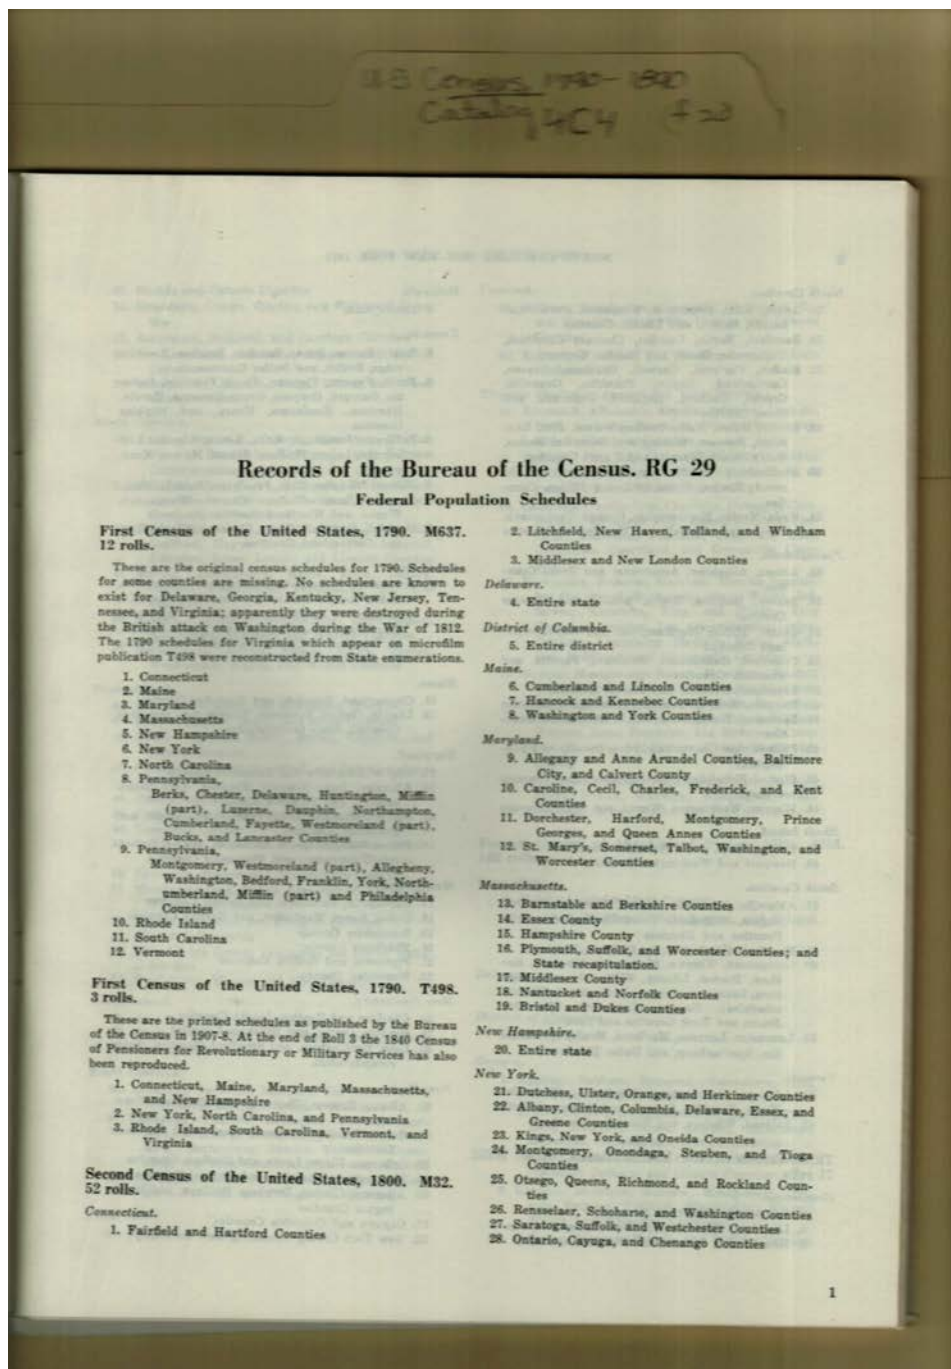 U S Census 1790-1890
Catalog 4C4
Records of the Bureau of the Census. RG 29
Federal Population Schedules
First Census of the United States, 1790. M637.
12 rolls.
These are the original census schedules for 1790. Schedules
for some counties are missing. No schedules are known to
exist for Delaware, Georgia, Kentucky, New Jersey, Ten-
nessee, and Virginia; apparently they were destroyed during
the British attack on Washington during the War of 1812.
The 1790 schedules for Virginia which appear on microfilm
publication T498 were reconstructed from State enumerations.
1. Connecticut
2. Maine
3. Maryland
4. Massachusetts
5. New Hampshire
6. New York
7. North Carolina
8. Pennsylvania,
Berks, Chester, Delaware, Huntington, Mifflin
(part), Luzerne, Dauphin, Northampton,
Cumberland, Fayette, Westmoreland (part),
Bucks, and Lancaster Counties
9. Pennsylvania,
Montgomery, Westmoreland (part), Allegheny,
Washington, Bedford, Franklin, York, North-
umberland, Mifflin (part) and Philadelphia
Counties
10. Rhode Island
11. South Carolina
12. Vermont
First Census of the United States, 1790. T498.
3 rolls.
These are the printed schedules as published by the Bureau
of the Census in 1907-8. At the end of Roll 3 the 1840 Census
of Pensioners for Revolutionary or Military Services has also
been reproduced.
1. Connecticut, Maine, Maryland, Massachusetts,
and New Hampshire
2. New York, North Carolina, and Pennsylvania
3. Rhode Island, South Carolina, Vermont, and
Virginia
Second Census of the United States, 1800. M32.
52 rolls.
Connecticut.
1. Fairfield and Hartford Counties
2. Litchfield, New Haven, Tolland, and Windham
Counties
3. Middlesex and New London Counties
Delaware.
4. Entire state
District of Columbia.
5. Entire district
Maine.
6. Cumberland and Lincoln Counties
7. Hancock and Kennebec Counties
8. Washington and York Counties
Maryland.
9. Allegany and Anne Arundel Counties, Baltimore
City, and Calvert County
10. Caroline, Cecil, Charles, Frederick, and Kent
Counties
11. Dorchester, Harford, Montgomery, Prince
Georges, and Queen Annes Counties
12. St. Mary's, Somerset, Talbot, Washington, and
Worcester Counties
Massachusetts.
13. Barnstable and Berkshire Counties
14. Essex County
15. Hampshire County
16. Plymouth, Suffolk, and Worcester Counties; and
State recapitulation.
17. Middlesex County
18. Nantucket and Norfolk Counties
19. Bristol and Dukes Counties
New Hampshire.
20. Entire state
New York.
21. Dutchess, Ulster, Orange, and Herkimer Counties
22. Albany, Clinton, Columbia, Delaware, Essex, and
Greene Counties
23. Kings, New York, and Oneida Counties
24. Montgomery, Onondaga, Steuben, and Tioga
Counties
25. Otsego, Queens, Richmond, and Rockland Coun-
ties
26. Rensselaer, Schoharie, and Washington Counties
27. Saratoga, Suffolk, and Westchester Counties
28. Ontario, Cayuga, and Chenango Counties
1